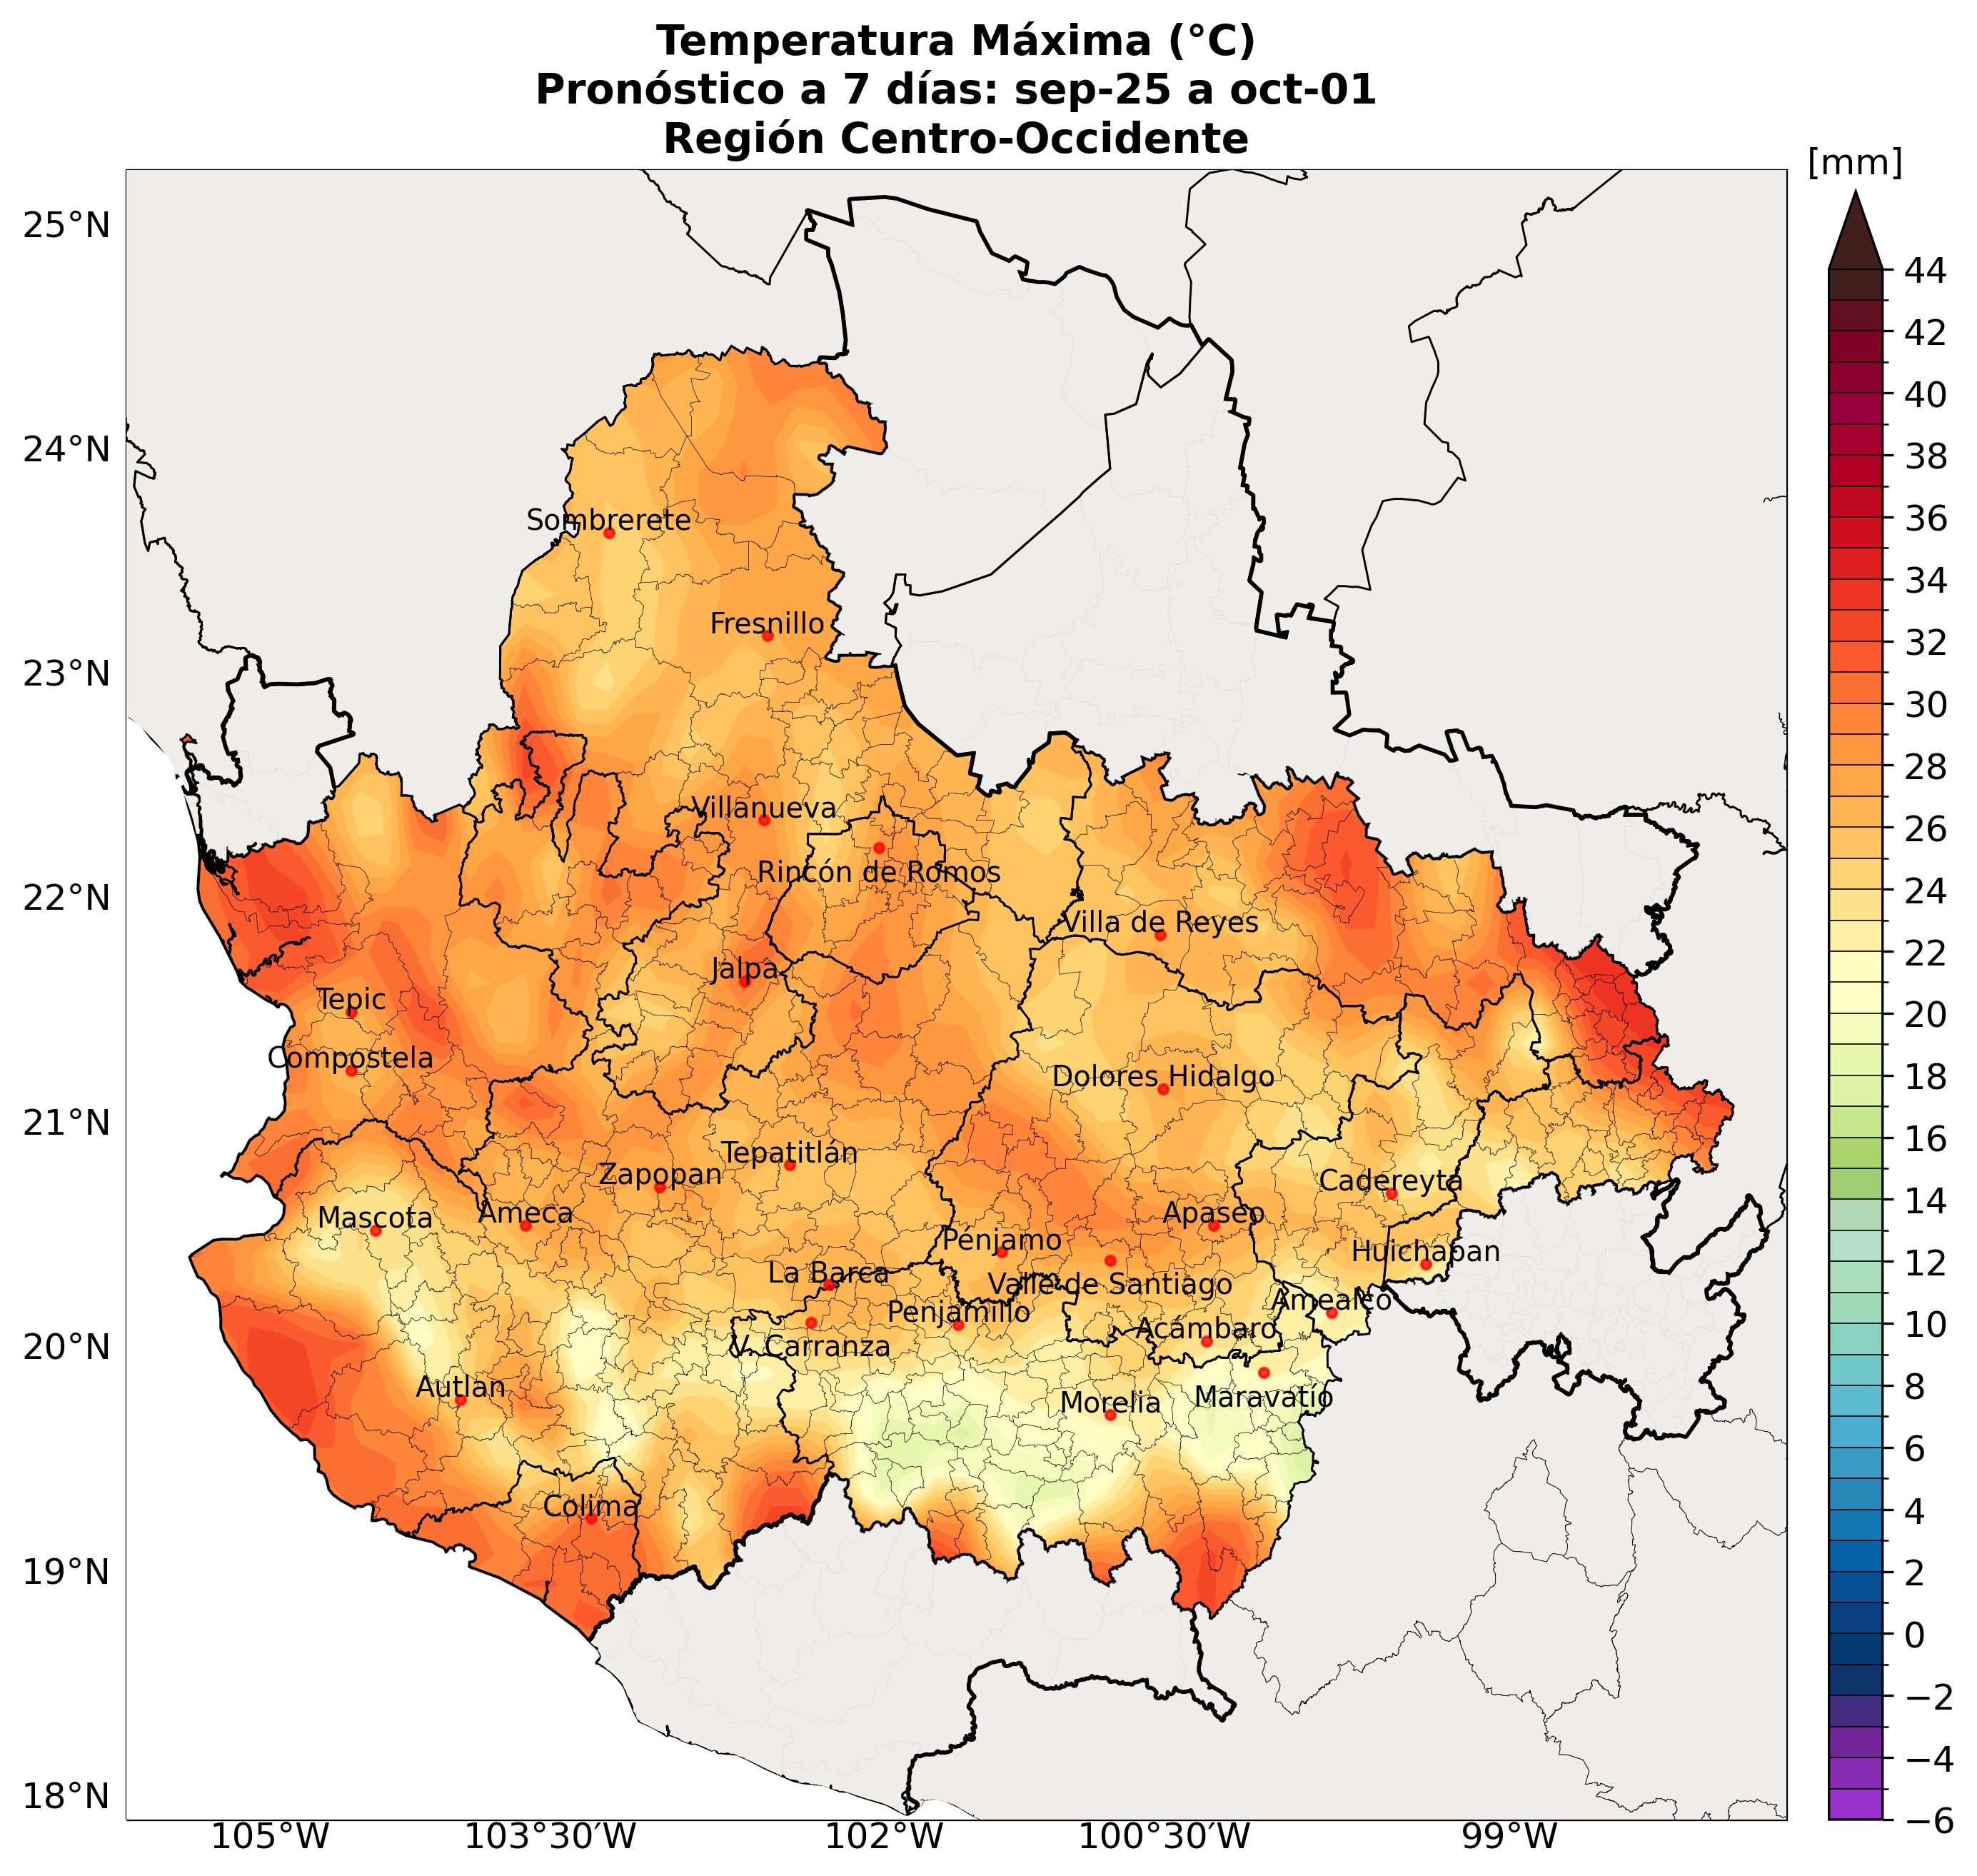 Temperatura Máxima (°C)
Pronóstico a 7 días: sep-25 a oct-01
Región Centro-Occidente
[mm]
25°N
24°N
23°N
22°N
21°N
20°N
19°N
18°N
Sombrerete
Fresnillo
Villanueva
Rincón de Romos
Villa de Reyes
Jalpa
Tepic
Compostela
Dolores Hidalgo
Tepatitlán
Zapopan
Cadereyta
Ameca
Mascota
Apaseo
Pénjamo
Huichapan
La Barca
Valle de Santiago
Amealco
Penjamillo
Acámbaro
V. Carranza
Autlan
Maravatío
Morelia
Colima
105°W
103°30′W
102°W
100°30′W
99°W
44
42
40
38
36
34
32
30
28
26
24
22
20
18
16
14
12
10
8
6
4
2
0
−2
−4
−6